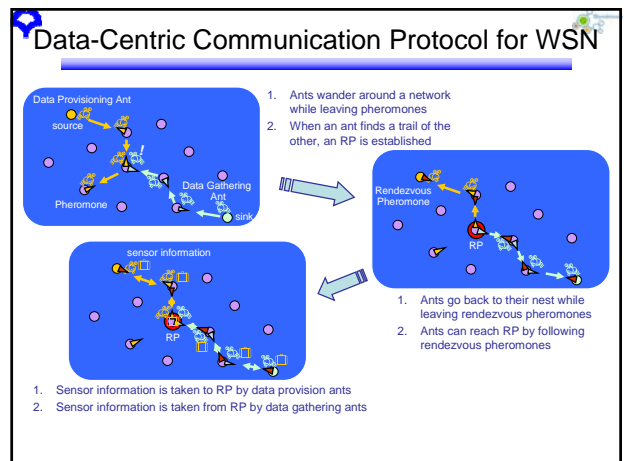 Data-Centric Communication Protocol for WSN
Data Provisioning Ant
source
!
Data Gathering
Ant
Pheromone
sink
1. Ants wander around a network
while leaving pheromones
2. When an ant finds a trail of the
other, an RP is established
Rendezvous
Pheromone
RP
1. Ants go back to their nest while
leaving rendezvous pheromones
2. Ants can reach RP by following
rendezvous pheromones
sensor information
RP
1. Sensor information is taken to RP by data provision ants
2. Sensor information is taken from RP by data gathering ants